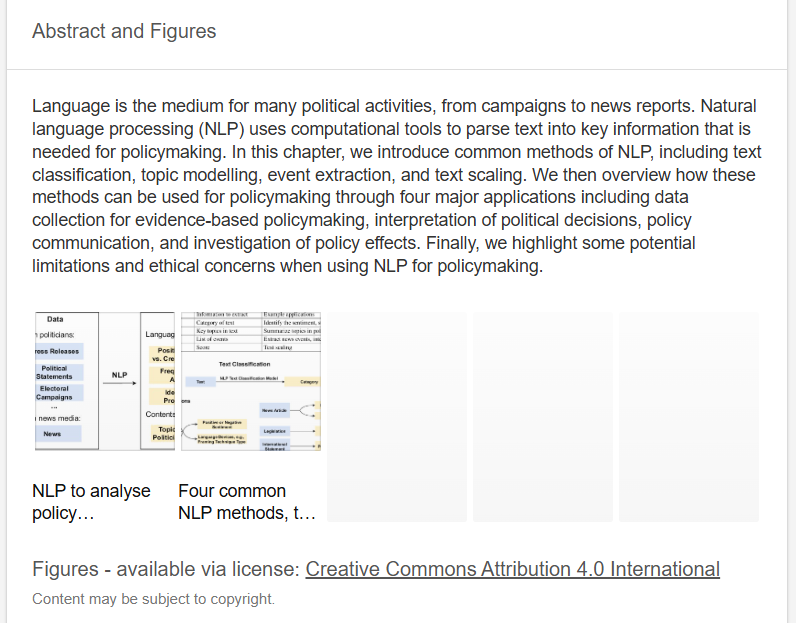 Abstract and Figures
Language is the medium for many political activities, from campaigns to news reports. Natural
language processing (NLP) uses computational tools to parse text into key information that is
needed for policymaking. In this chapter, we introduce common methods of NLP, including text
classification, topic modelling, event extraction, and text scaling. We then overview how these
methods can be used for policymaking through four major applications including data
collection for evidence-based policymaking, interpretation of political decisions, policy
communication, and investigation of policy effects. Finally, we highlight some potential
limitations and ethical concerns when using NLP for policymaking.
Data
politicians:
ress Releases
Political
Statements
Electoral
Campaigns
...
news media:
News
NLP
Languag
Posit
vs. Cre
Freq
A
Ide
Pro
Contents
Topic
Politici
Information to extract Example applications
Category of text Identify the sentiment,
Key topics in text Summarize topics in pol
List of events Extract news events,
Score Text scaling
Text Classification
Text
NLP Text Classification Model
Category
ons
News Article
Positive or Negative
Sentiment
Legislation
Language Devices, e.g.,
Framing Technique Type
International
Statement
NLP to analyse
policy…
Four common
NLP methods, t…
Figures - available via license: Creative Commons Attribution 4.0 International
Content may be subject to copyright.